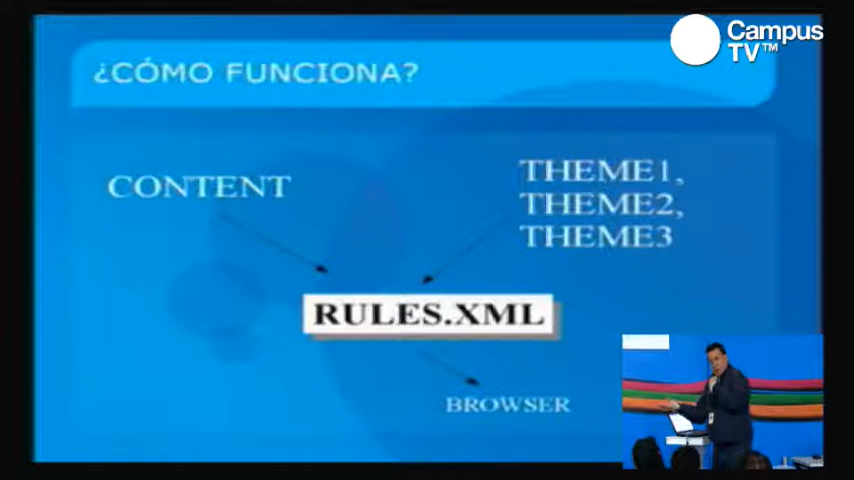 Campus
TV™
¿CÓMO FUNCIONA?
CONTENT
THEME1,
THEME2,
THEME3
RULES.XML
BROWSER